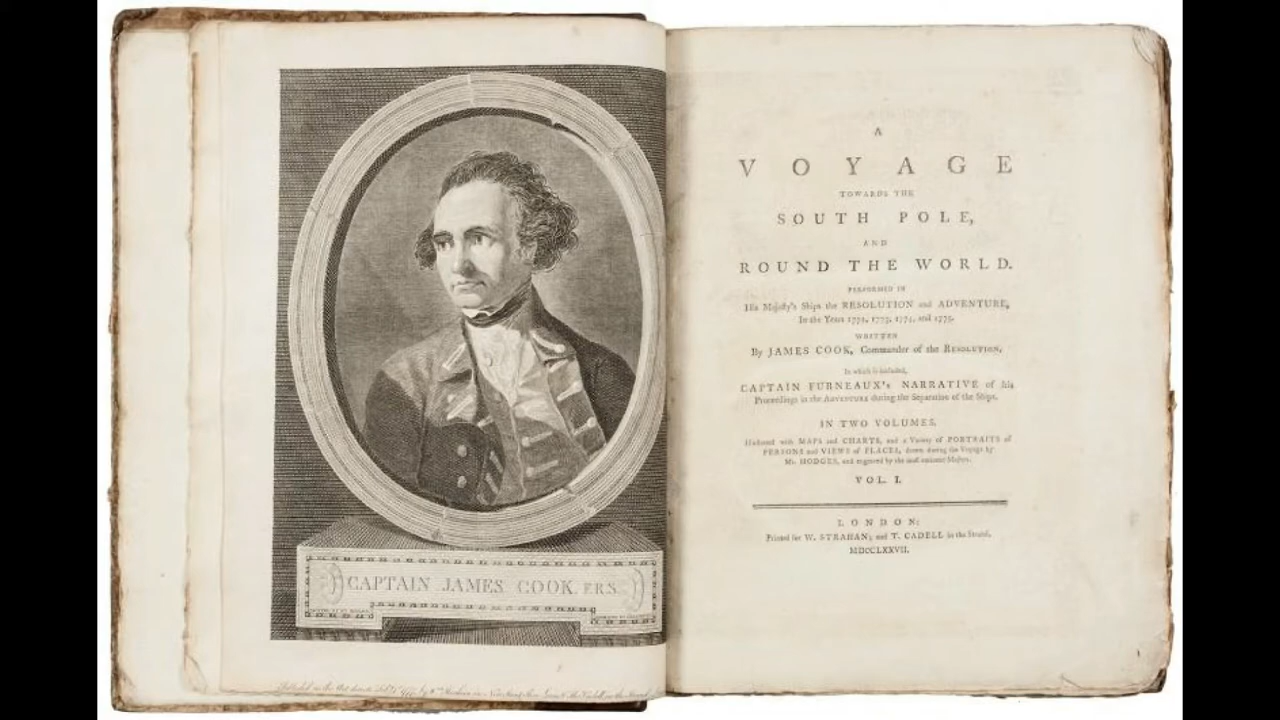 CAPTAIN JAMES COOK, F.R.S.
A
VOYAGE
TOWARDS THE
SOUTH POLE,
AND
ROUND THE WORLD.
PERFORMED IN
His Majesty's Ships the RESOLUTION and ADVENTURE,
In the Years 1772, 1773, 1774, and 1775.
WRITTEN
By JAMES COOK, Commander of the RESOLUTION.
In which is included,
CAPTAIN FURNEAUX's NARRATIVE of his
Proceedings in the ADVENTURE during the Separation of the Ships.
IN TWO VOLUMES.
Illustrated with MAPS and CHARTS, and a Variety of PORTRAITS of
PERSONS and VIEWS of PLACES, drawn during the Voyage by
Mr. HODGES, and engraved by the most eminent Masters.
VOL. I.
LONDON:
Printed for W. STRAHAN; and T. CADELL in the Strand.
MDCCLXXVII.